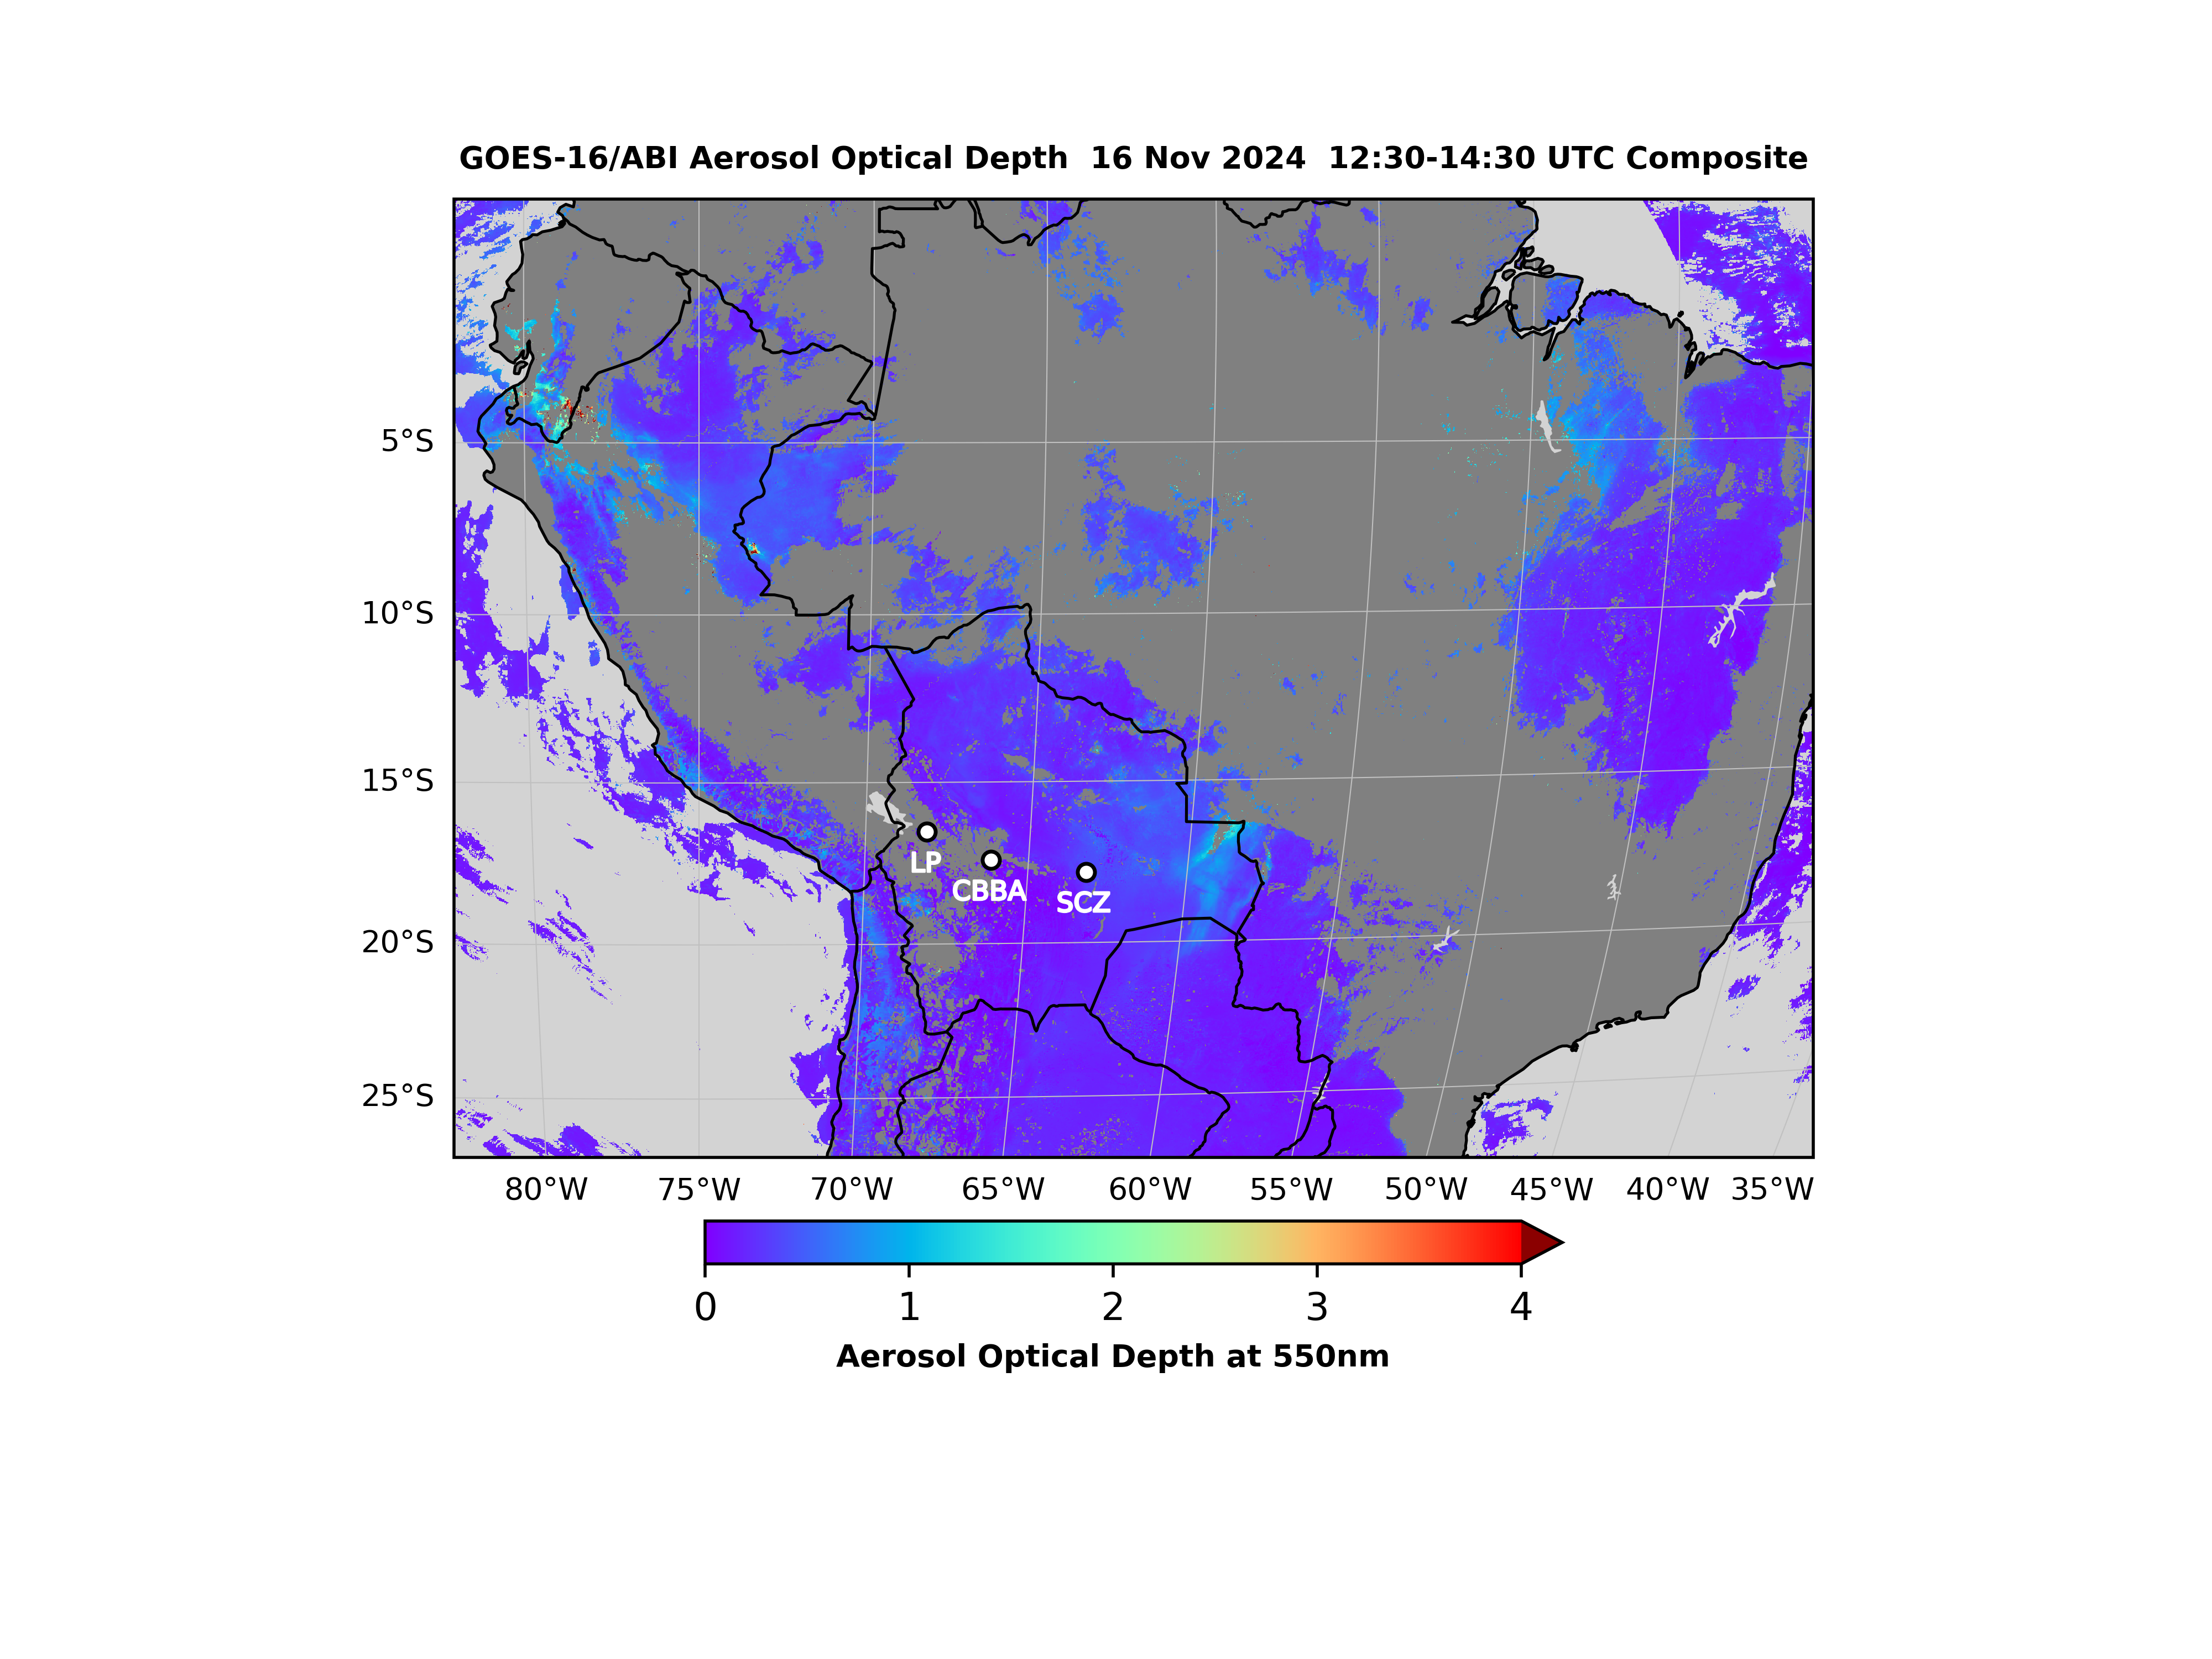 GOES-16/ABI Aerosol Optical Depth  16 Nov 2024  12:30-14:30 UTC Composite
5°S
10°S
15°S
LP
CBBA
SCZ
20°S
25°S
80°W 75°W 70°W 65°W 60°W 55°W 50°W 45°W 40°W 35°W
0 1 2 3 4
Aerosol Optical Depth at 550nm